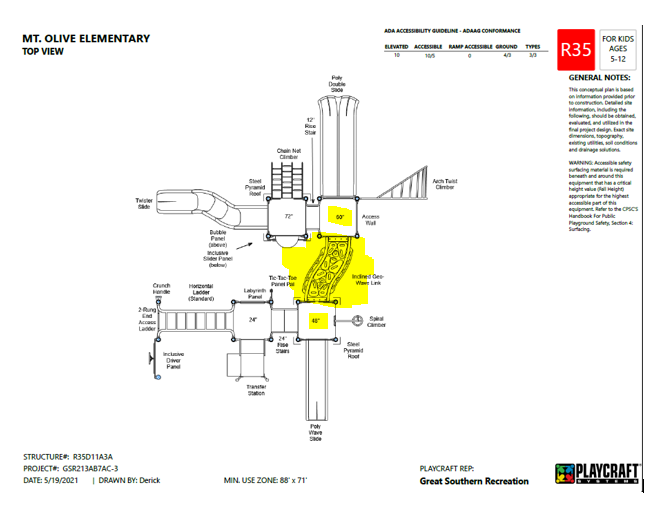 MT. OLIVE ELEMENTARY
TOP VIEW
ADA ACCESSIBILITY GUIDELINE - ADAAG CONFORMANCE
ELEVATED ACCESSIBLE RAMP ACCESSIBLE GROUND TYPES
10 10/5 0 4/3 3/3
R35
FOR KIDS
AGES
5-12
GENERAL NOTES:
This conceptual plan is based
on information provided prior
to construction. Detailed site
information, including the
following, should be obtained,
evaluated, and utilized in the
final project design. Exact site
dimensions, topography,
existing utilities, soil conditions
and drainage solutions.
WARNING: Accessible safety
surfacing material is required
beneath and around this
equipment that has a critical
height value (Fall Height)
appropriate for the highest
accessible part of this
equipment. Refer to the CPSC'S
Handbook For Public
Playground Safety, Section 4:
Surfacing.
Poly
Double
Slide
12"
Rise
Stair
Chain Net
Climber
Steel
Pyramid
Roof
Arch Twist
Climber
Twister
Slide
72"
60"
Access
Wall
Bubble
Panel
(above)
Inclusive
Slider Panel
(below)
Tic-Tac-Toe
Panel Pal
Inclined Geo-
Wave Link
Crunch
Handle
Horizontal
Ladder
(Standard)
Labyrinth
Panel
2-Rung
End
Access
Ladder
24"
48"
Spiral
Climber
24"
Rise
Stairs
Steel
Pyramid
Roof
Inclusive
Driver
Panel
Transfer
Station
Poly
Wave
Slide
STRUCTURE#: R35D11A3A
PROJECT#: GSR213AB7AC-3
DATE: 5/19/2021 | DRAWN BY: Derick
MIN. USE ZONE: 88' x 71'
PLAYCRAFT REP:
Great Southern Recreation
PLAYCRAFT
SYSTEMS